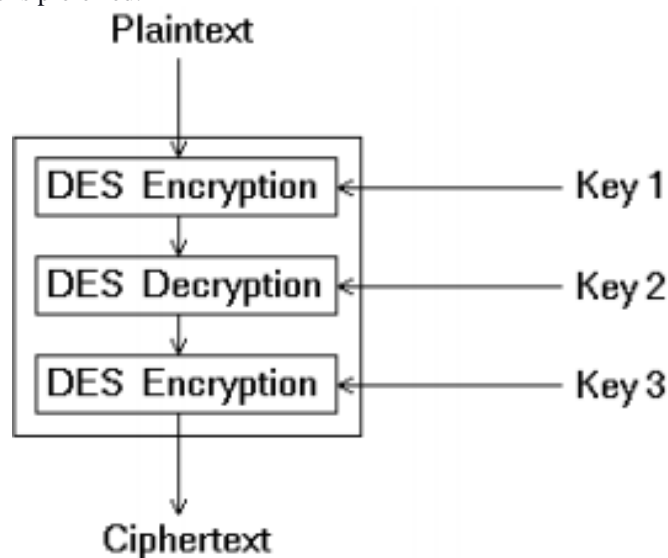 Plaintext
DES Encryption
Key 1
DES Decryption
Key 2
DES Encryption
Key 3
Ciphertext